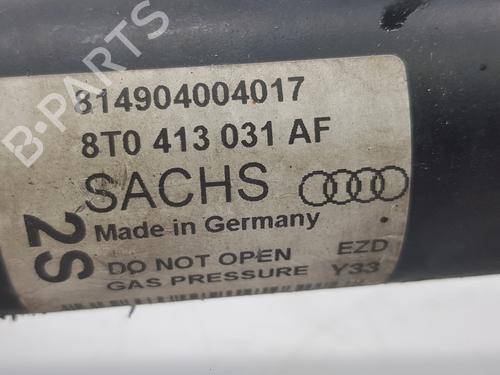 B-PARTS
814904004017
8T0 413 031 AF
SACHS
Made in Germany
2S
DO NOT OPEN EZD
GAS PRESSURE Y33